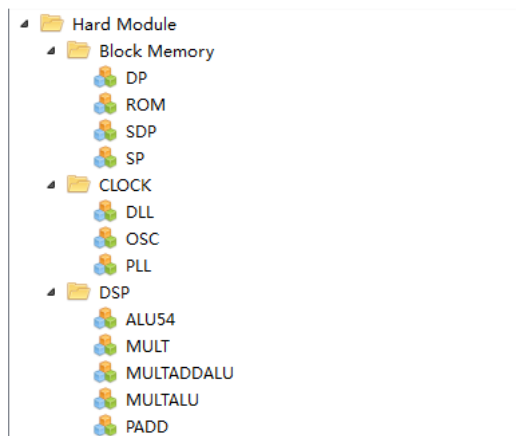 Hard Module
Block Memory
DP
ROM
SDP
SP
CLOCK
DLL
OSC
PLL
DSP
ALU54
MULT
MULTADDALU
MULTALU
PADD